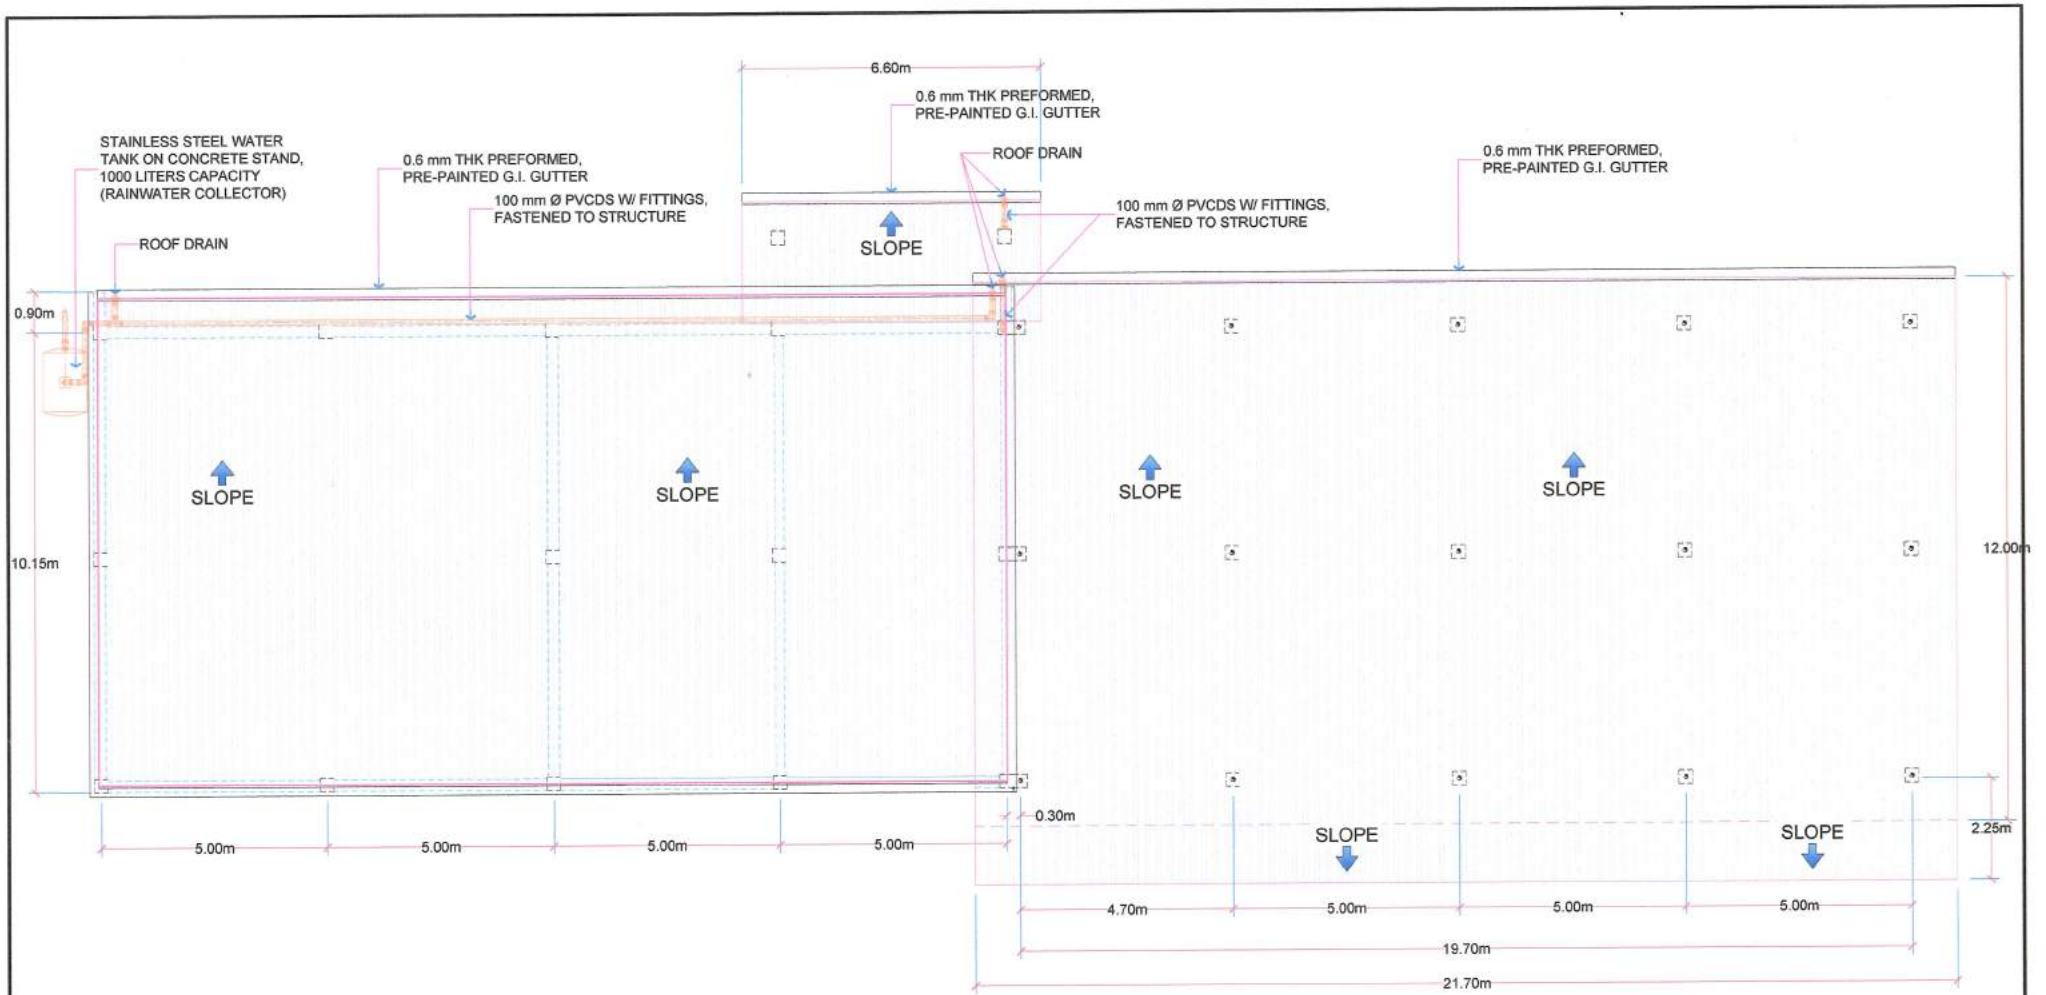 6.60m
0.6 mm THK PREFORMED,
PRE-PAINTED G.I. GUTTER
STAINLESS STEEL WATER
TANK ON CONCRETE STAND,
1000 LITERS CAPACITY
(RAINWATER COLLECTOR)
0.6 mm THK PREFORMED,
PRE-PAINTED G.I. GUTTER
ROOF DRAIN
0.6 mm THK PREFORMED,
PRE-PAINTED G.I. GUTTER
100 mm Ø PVCDS W/ FITTINGS,
FASTENED TO STRUCTURE
100 mm Ø PVCDS W/ FITTINGS,
FASTENED TO STRUCTURE
ROOF DRAIN
SLOPE
0.90m
SLOPE
SLOPE
SLOPE
SLOPE
10.15m
12.00m
0.30m
SLOPE
SLOPE
2.25m
5.00m
5.00m
5.00m
5.00m
4.70m
5.00m
5.00m
5.00m
19.70m
21.70m